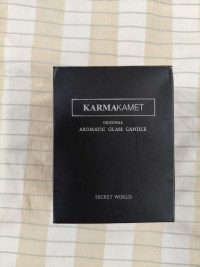 KARMAKAMET
ORIGINAL
AROMATIC GLASS CANDLE
SECRET WORLD